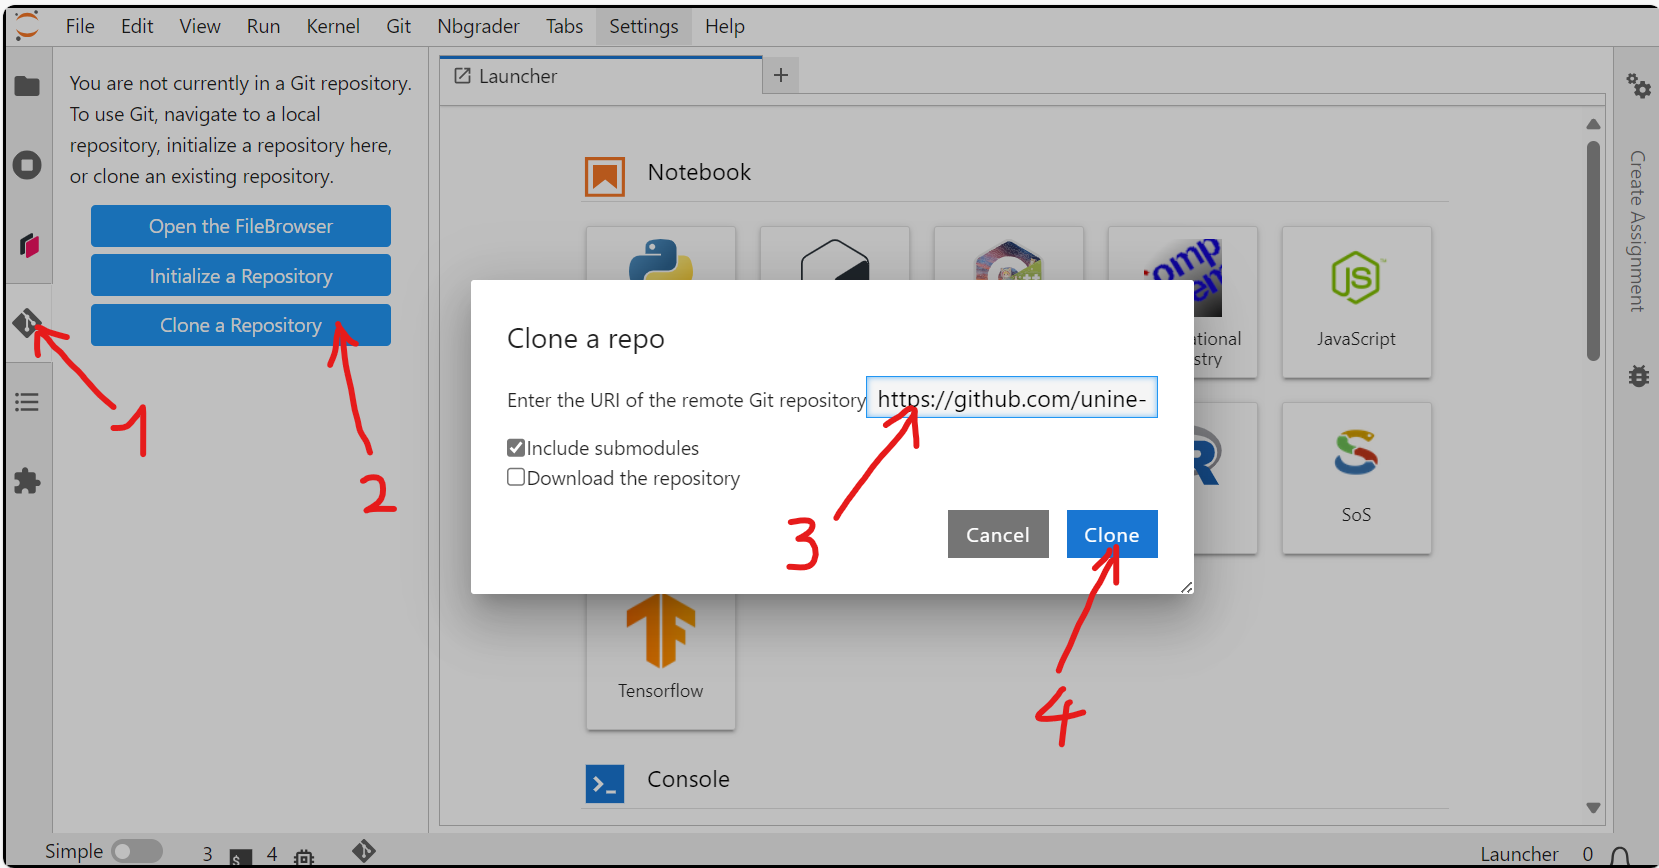 File Edit View Run Kernel Git Nbgrader Tabs Settings Help
You are not currently in a Git repository.
To use Git, navigate to a local
repository, initialize a repository here,
or clone an existing repository.
Open the FileBrowser
Initialize a Repository
Clone a Repository
1
2
Launcher
Notebook
omp
em
ational
stry
JS
JavaScript
Clone a repo
Enter the URI of the remote Git repository
https://github.com/unine-
Include submodules
Download the repository
Cancel
Clone
3
4
R
SoS
Tensorflow
Console
Create Assignment
Simple
3
$
4
Launcher
0